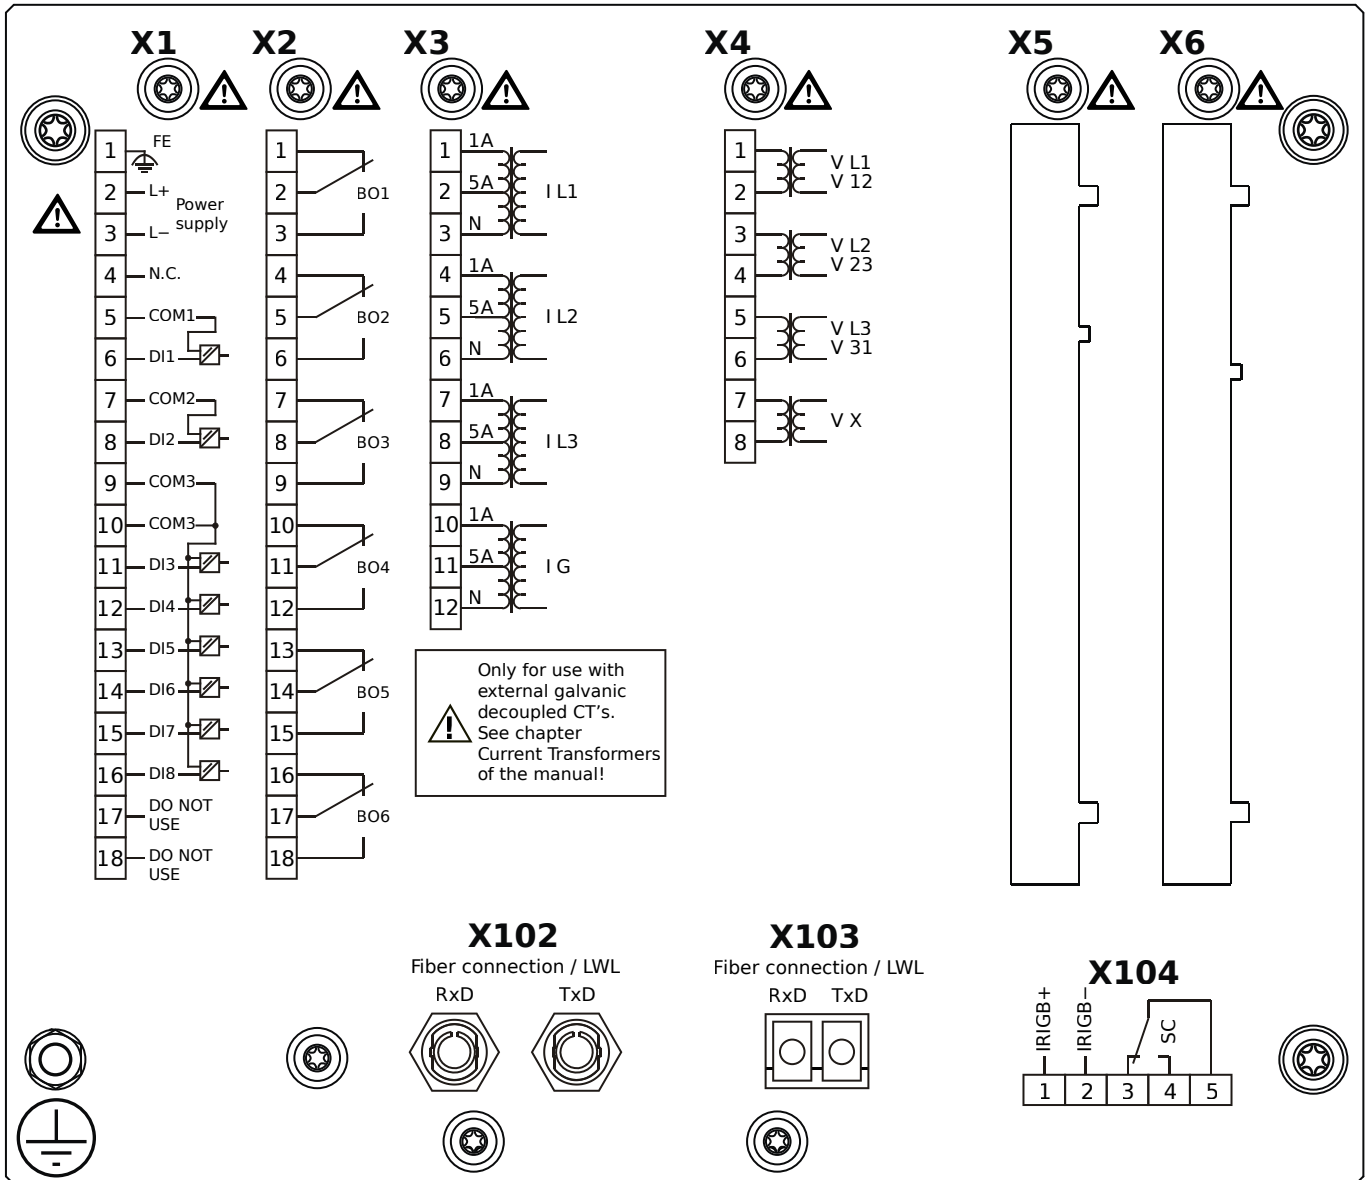 X1 X2 X3 X4 X5 X6
1 FE
2 L+
Power
supply
3 L−
4 N.C.
5 COM1
6 DI1
7 COM2
8 DI2
9 COM3
10 COM3
11 DI3
12 DI4
13 DI5
14 DI6
15 DI7
16 DI8
17 DO NOT
USE
18 DO NOT
USE
1
2 BO1
3
4
5 BO2
6
7
8 BO3
9
10
11 BO4
12
13
14 BO5
15
16
17 BO6
18
1 1A
2 5A I L1
3 N
4 1A
5 5A I L2
6 N
7 1A
8 5A I L3
9 N
10 1A
11 5A I G
12 N
Only for use with
external galvanic
decoupled CT's.
See chapter
Current Transformers
of the manual!
1 V L1
2 V 12
3 V L2
4 V 23
5 V L3
6 V 31
7 V X
8
X102
Fiber connection / LWL
RxD TxD
X103
Fiber connection / LWL
RxD TxD
X104
IRIGB+
IRIGB−
SC
1 2 3 4 5